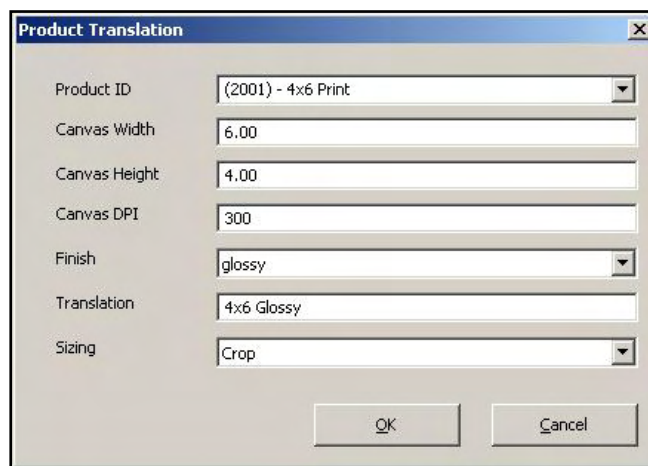 Product Translation
Product ID (2001) - 4x6 Print
Canvas Width 6.00
Canvas Height 4.00
Canvas DPI 300
Finish glossy
Translation 4x6 Glossy
Sizing Crop
OK Cancel